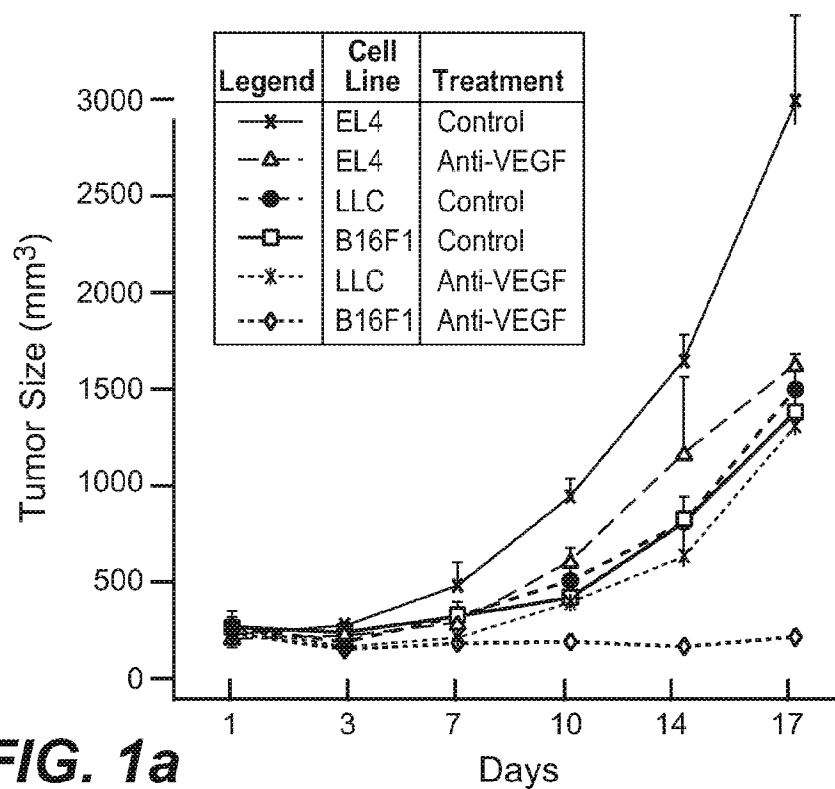 Legend Cell Line Treatment
EL4 Control
EL4 Anti-VEGF
LLC Control
B16F1 Control
LLC Anti-VEGF
B16F1 Anti-VEGF
Tumor Size (mm³)
3000
2500
2000
1500
1000
500
0
1 3 7 10 14 17
Days
FIG. 1a